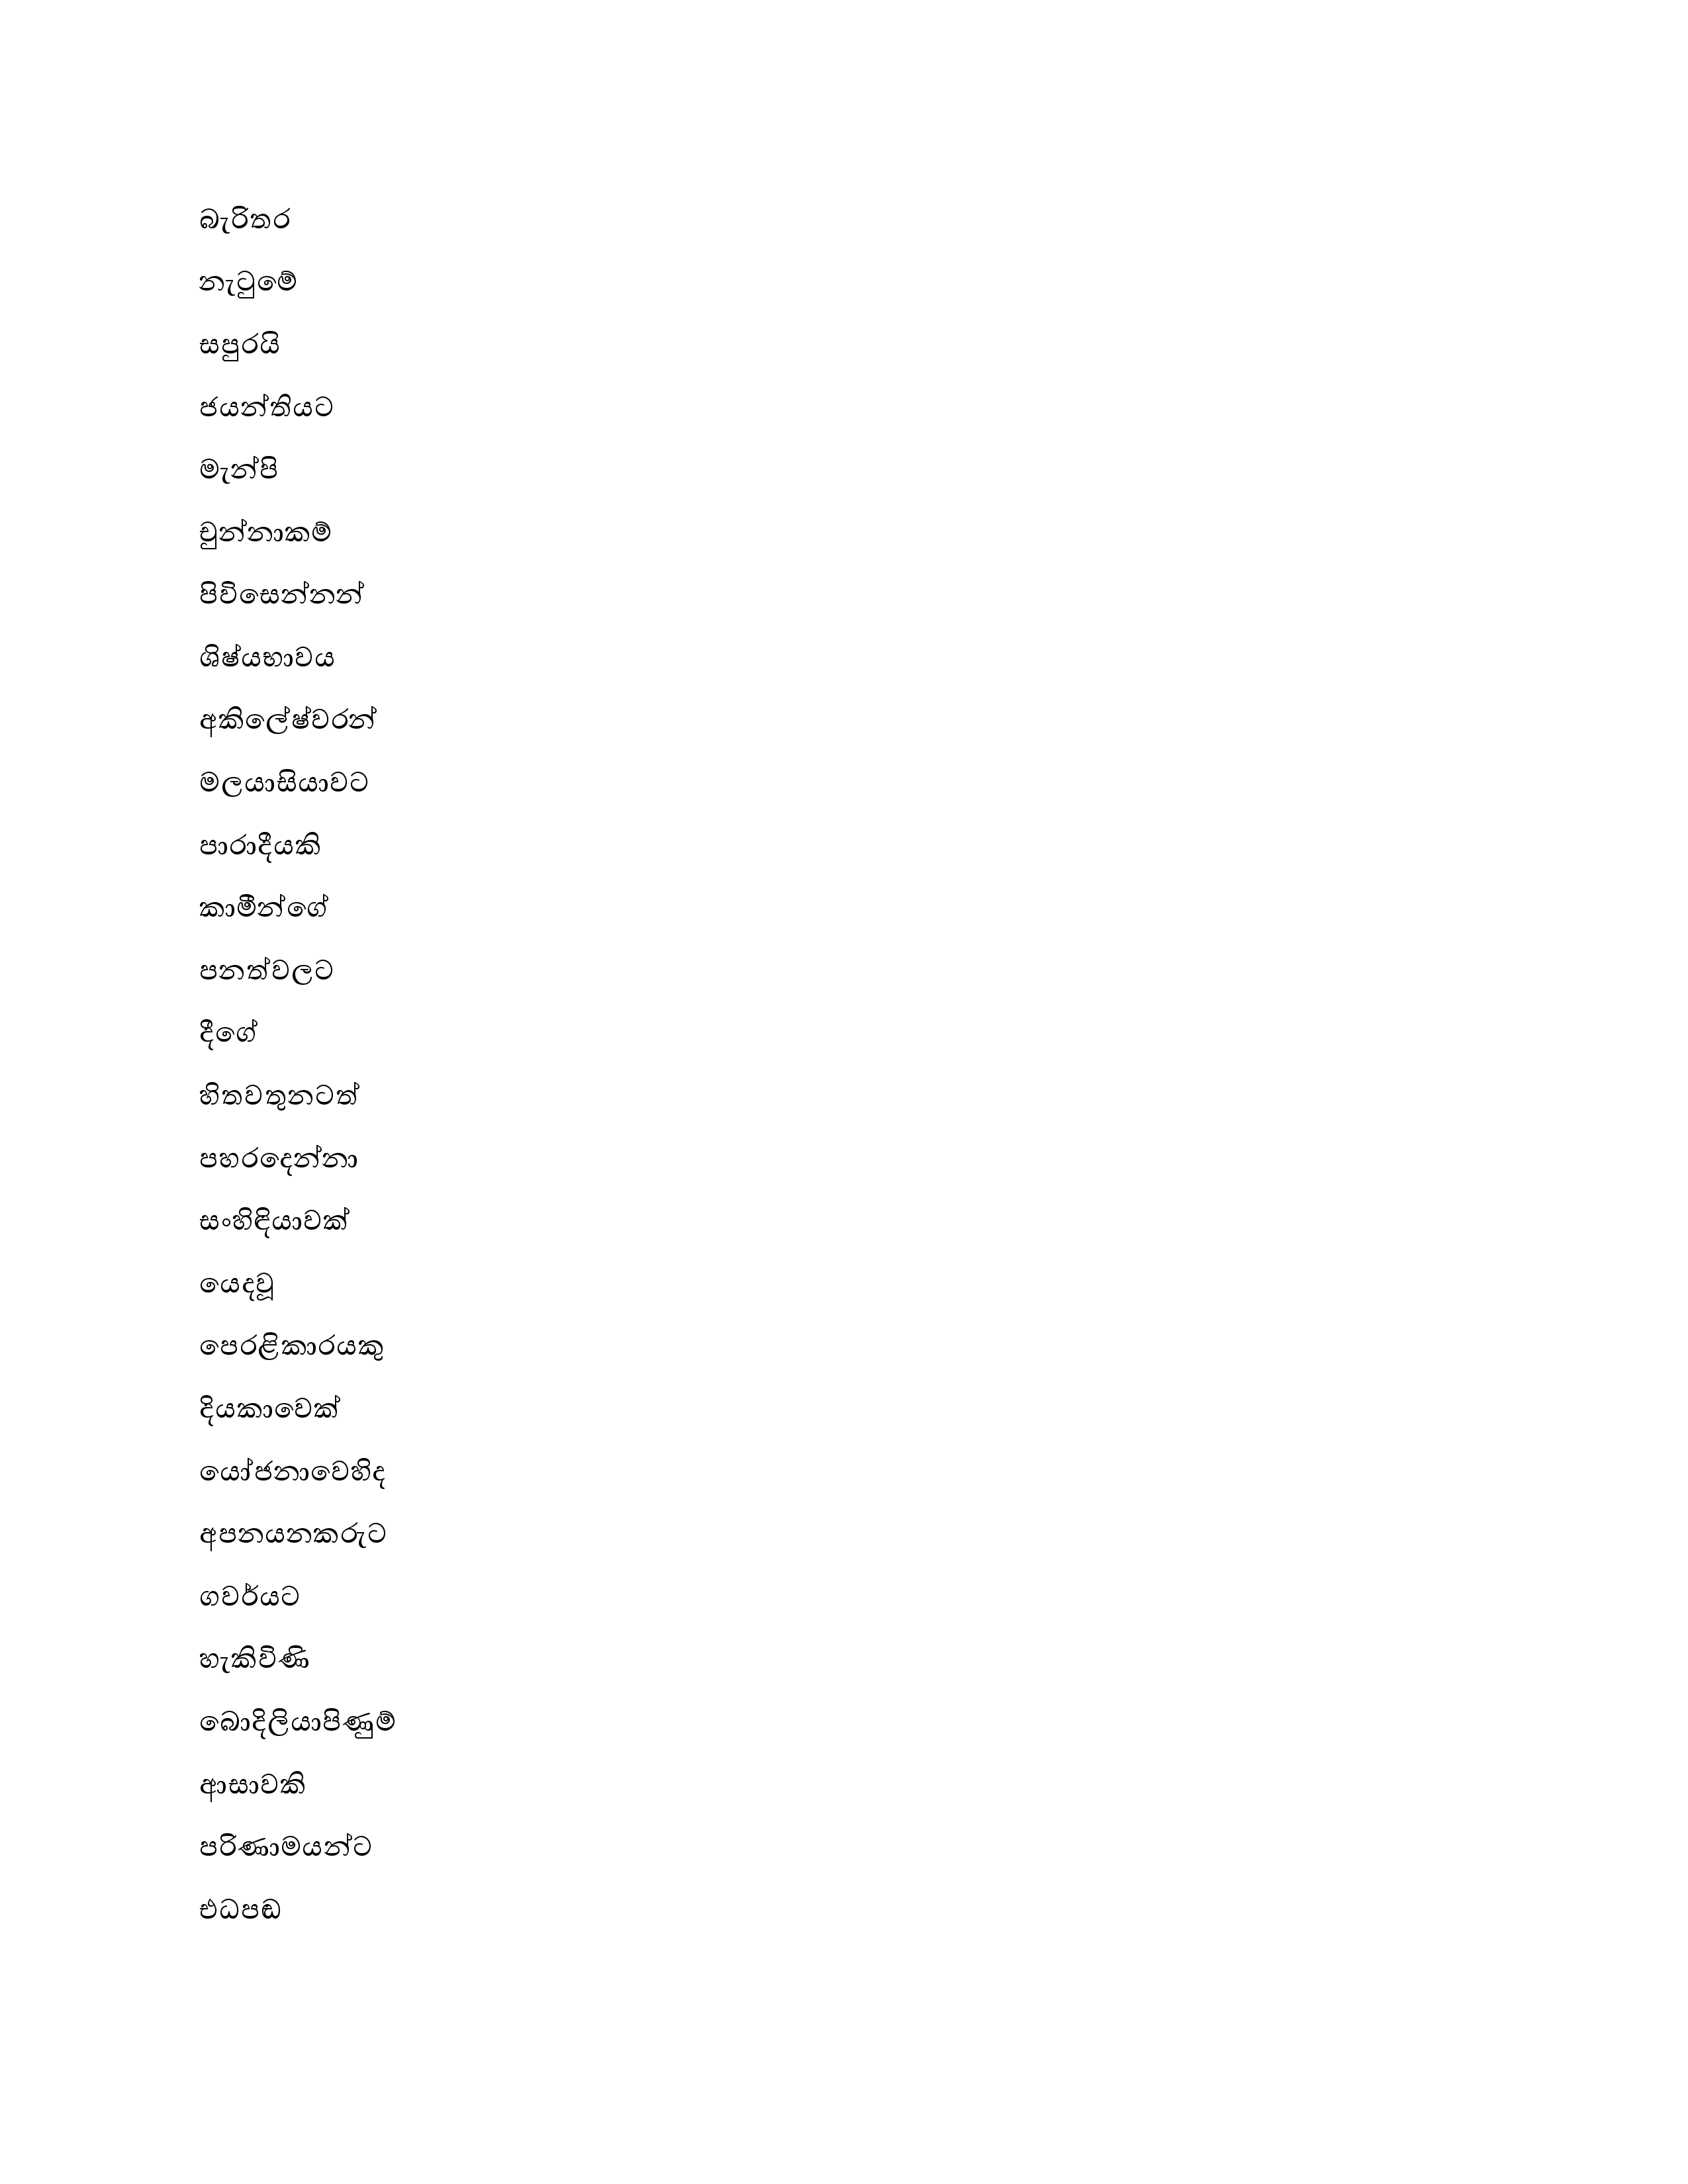 බැරිතර
නැටුමේ
සපුරයි
ජයන්තියට
මැන්පි
චුන්නාකම්
පිවිසෙන්නන්
ශිෂ්යභාවය
අකිලේෂ්වරන්
මලයාසියාවට
පාරාදීයකි
කාමීන්ගේ
පනත්වලට
දීගේ
හිතවතුනටත්
පහරදෙන්නා
සංහිඳියාවක්
යෙදවූ
පෙරළිකාරයකු
දියකාවෙක්
යෝජනාවෙහිද
අපනයනකරුට
ගවර්යට
හැකිවිණි
බොදිලියාපිණුම්
ආසාවකි
පරිණාමයන්ට
එධපඬ